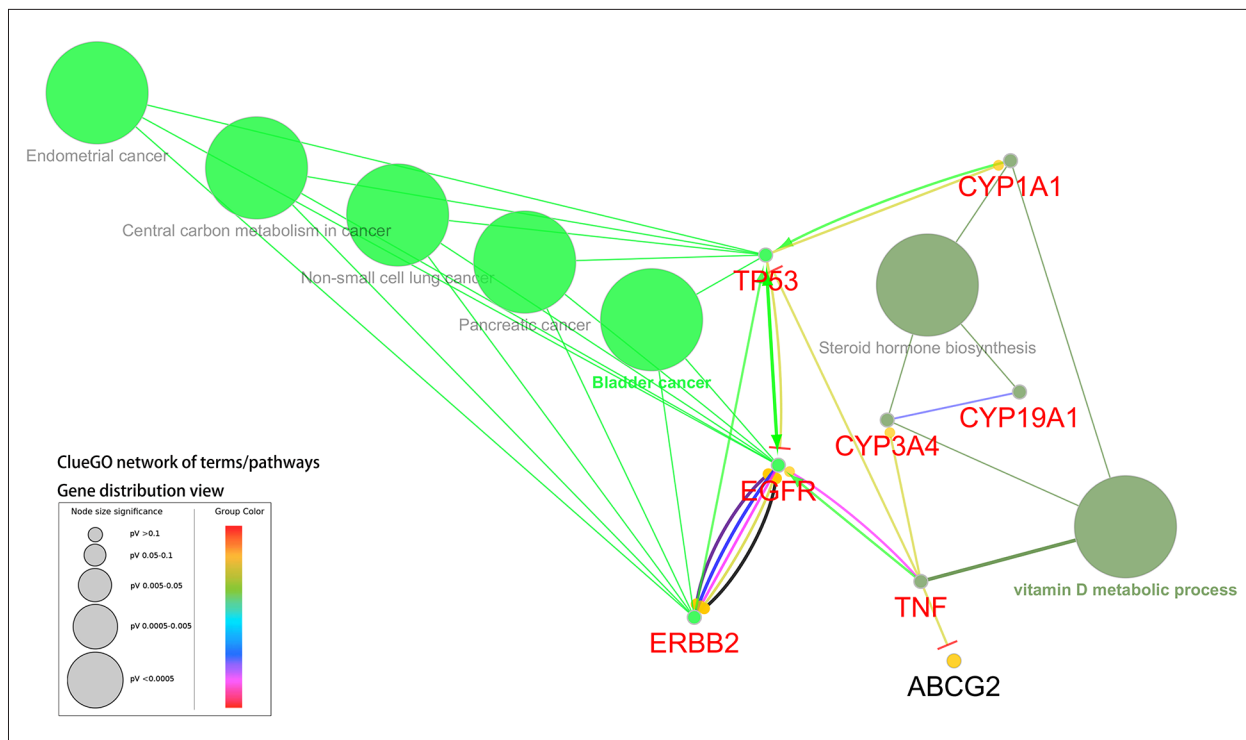 Endometrial cancer
Central carbon metabolism in cancer
Non-small cell lung cancer
Pancreatic cancer
Bladder cancer
CYP1A1
TP53
Steroid hormone biosynthesis
CYP19A1
CYP3A4
EGFR
vitamin D metabolic process
TNF
ERBB2
ABCG2
ClueGO network of terms/pathways
Gene distribution view
Node size significance
Group Color
pV >0.1
pV 0.05-0.1
pV 0.005-0.05
pV 0.0005-0.005
pV <0.0005